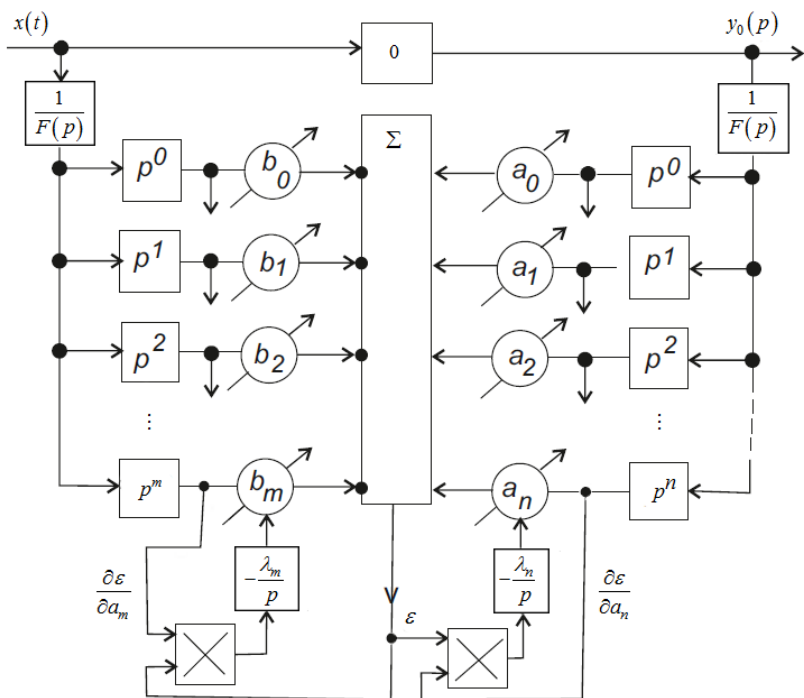 x(t)
y₀(p)
0
1/F(p)
1/F(p)
Σ
p⁰
b₀
a₀
p⁰
p¹
b₁
a₁
p¹
p²
b₂
a₂
p²
⋮
⋮
pᵐ
bₘ
aₙ
pⁿ
∂ε/∂aₘ
−λₘ/p
−λₙ/p
∂ε/∂aₙ
ε